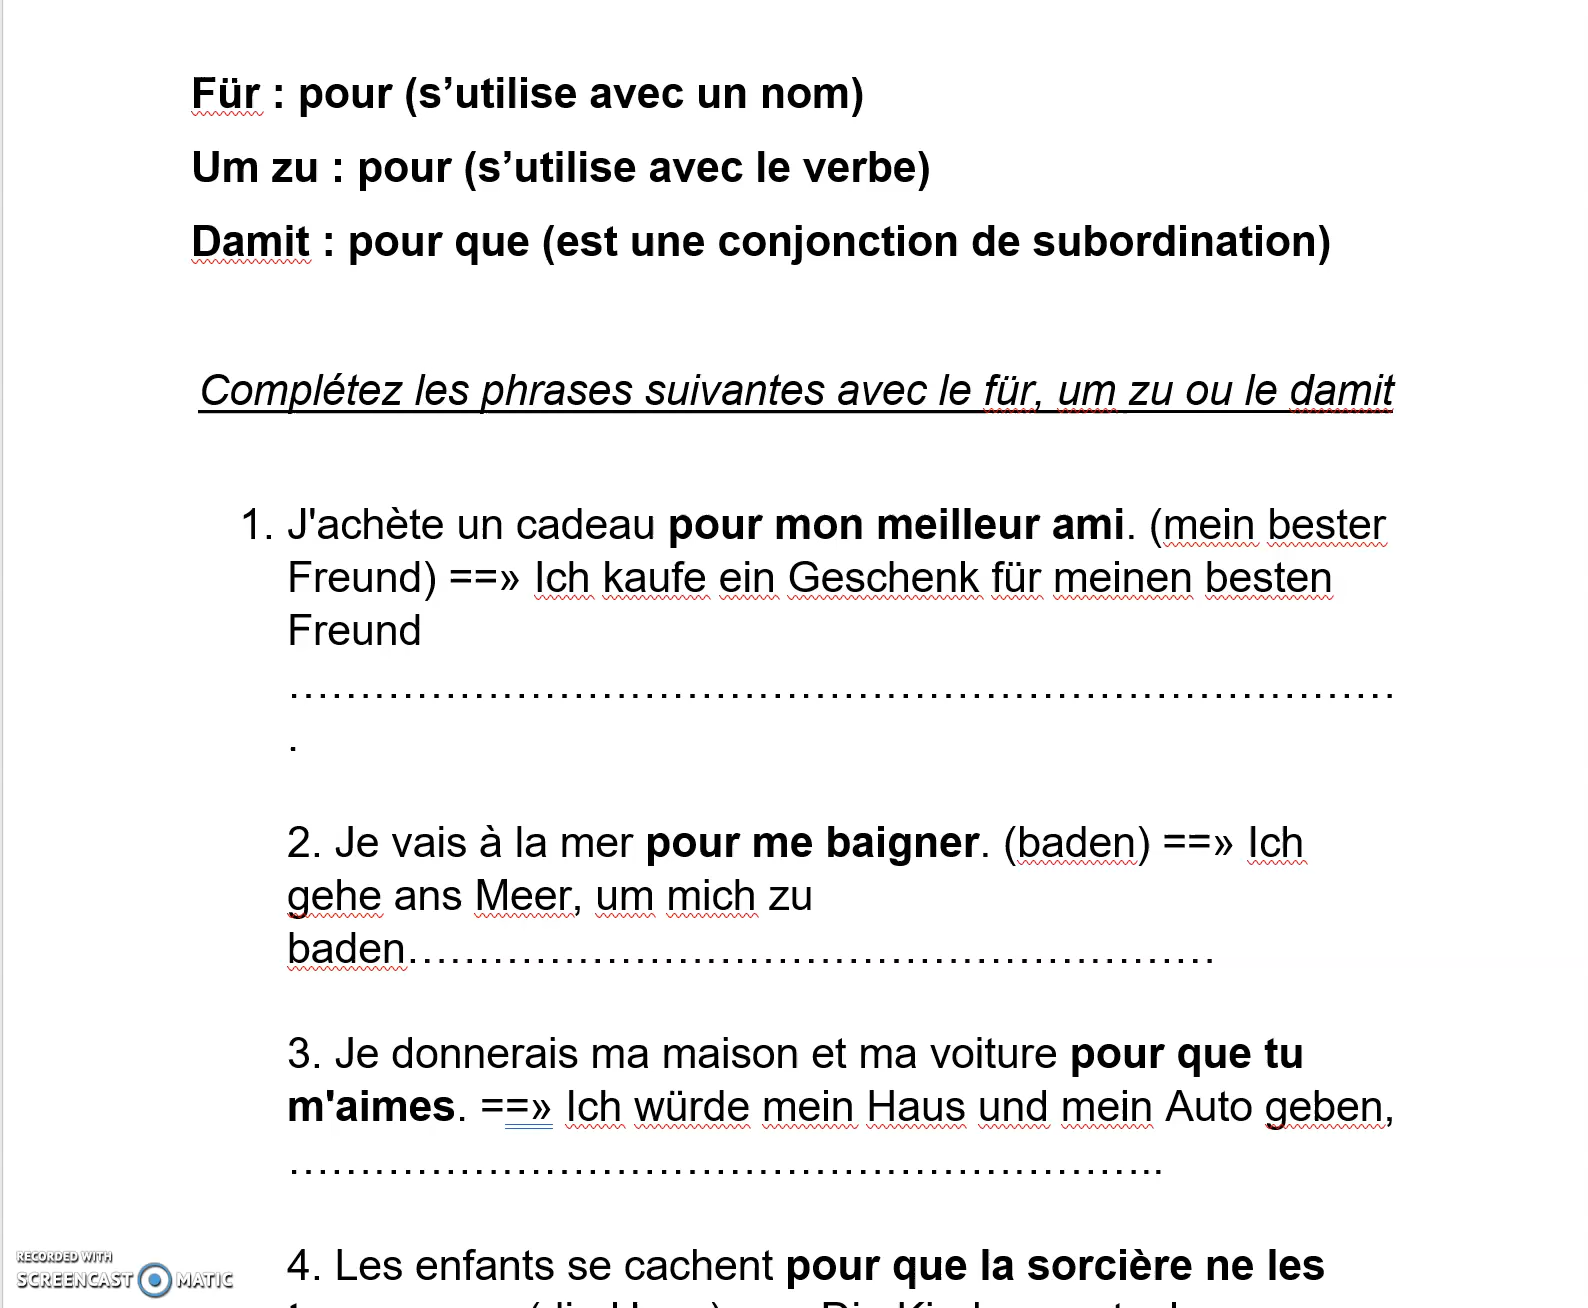 Für : pour (s’utilise avec un nom)
Um zu : pour (s’utilise avec le verbe)
Damit : pour que (est une conjonction de subordination)
Complétez les phrases suivantes avec le für, um zu ou le damit
1. J'achète un cadeau pour mon meilleur ami. (mein bester
Freund) ==» Ich kaufe ein Geschenk für meinen besten
Freund
……………………………………………………………………
.
2. Je vais à la mer pour me baigner. (baden) ==» Ich
gehe ans Meer, um mich zu
baden…………………………………………………
3. Je donnerais ma maison et ma voiture pour que tu
m'aimes. ==» Ich würde mein Haus und mein Auto geben,
……………………………………………………..
4. Les enfants se cachent pour que la sorcière ne les
RECORDED WITH
SCREENCAST MATIC